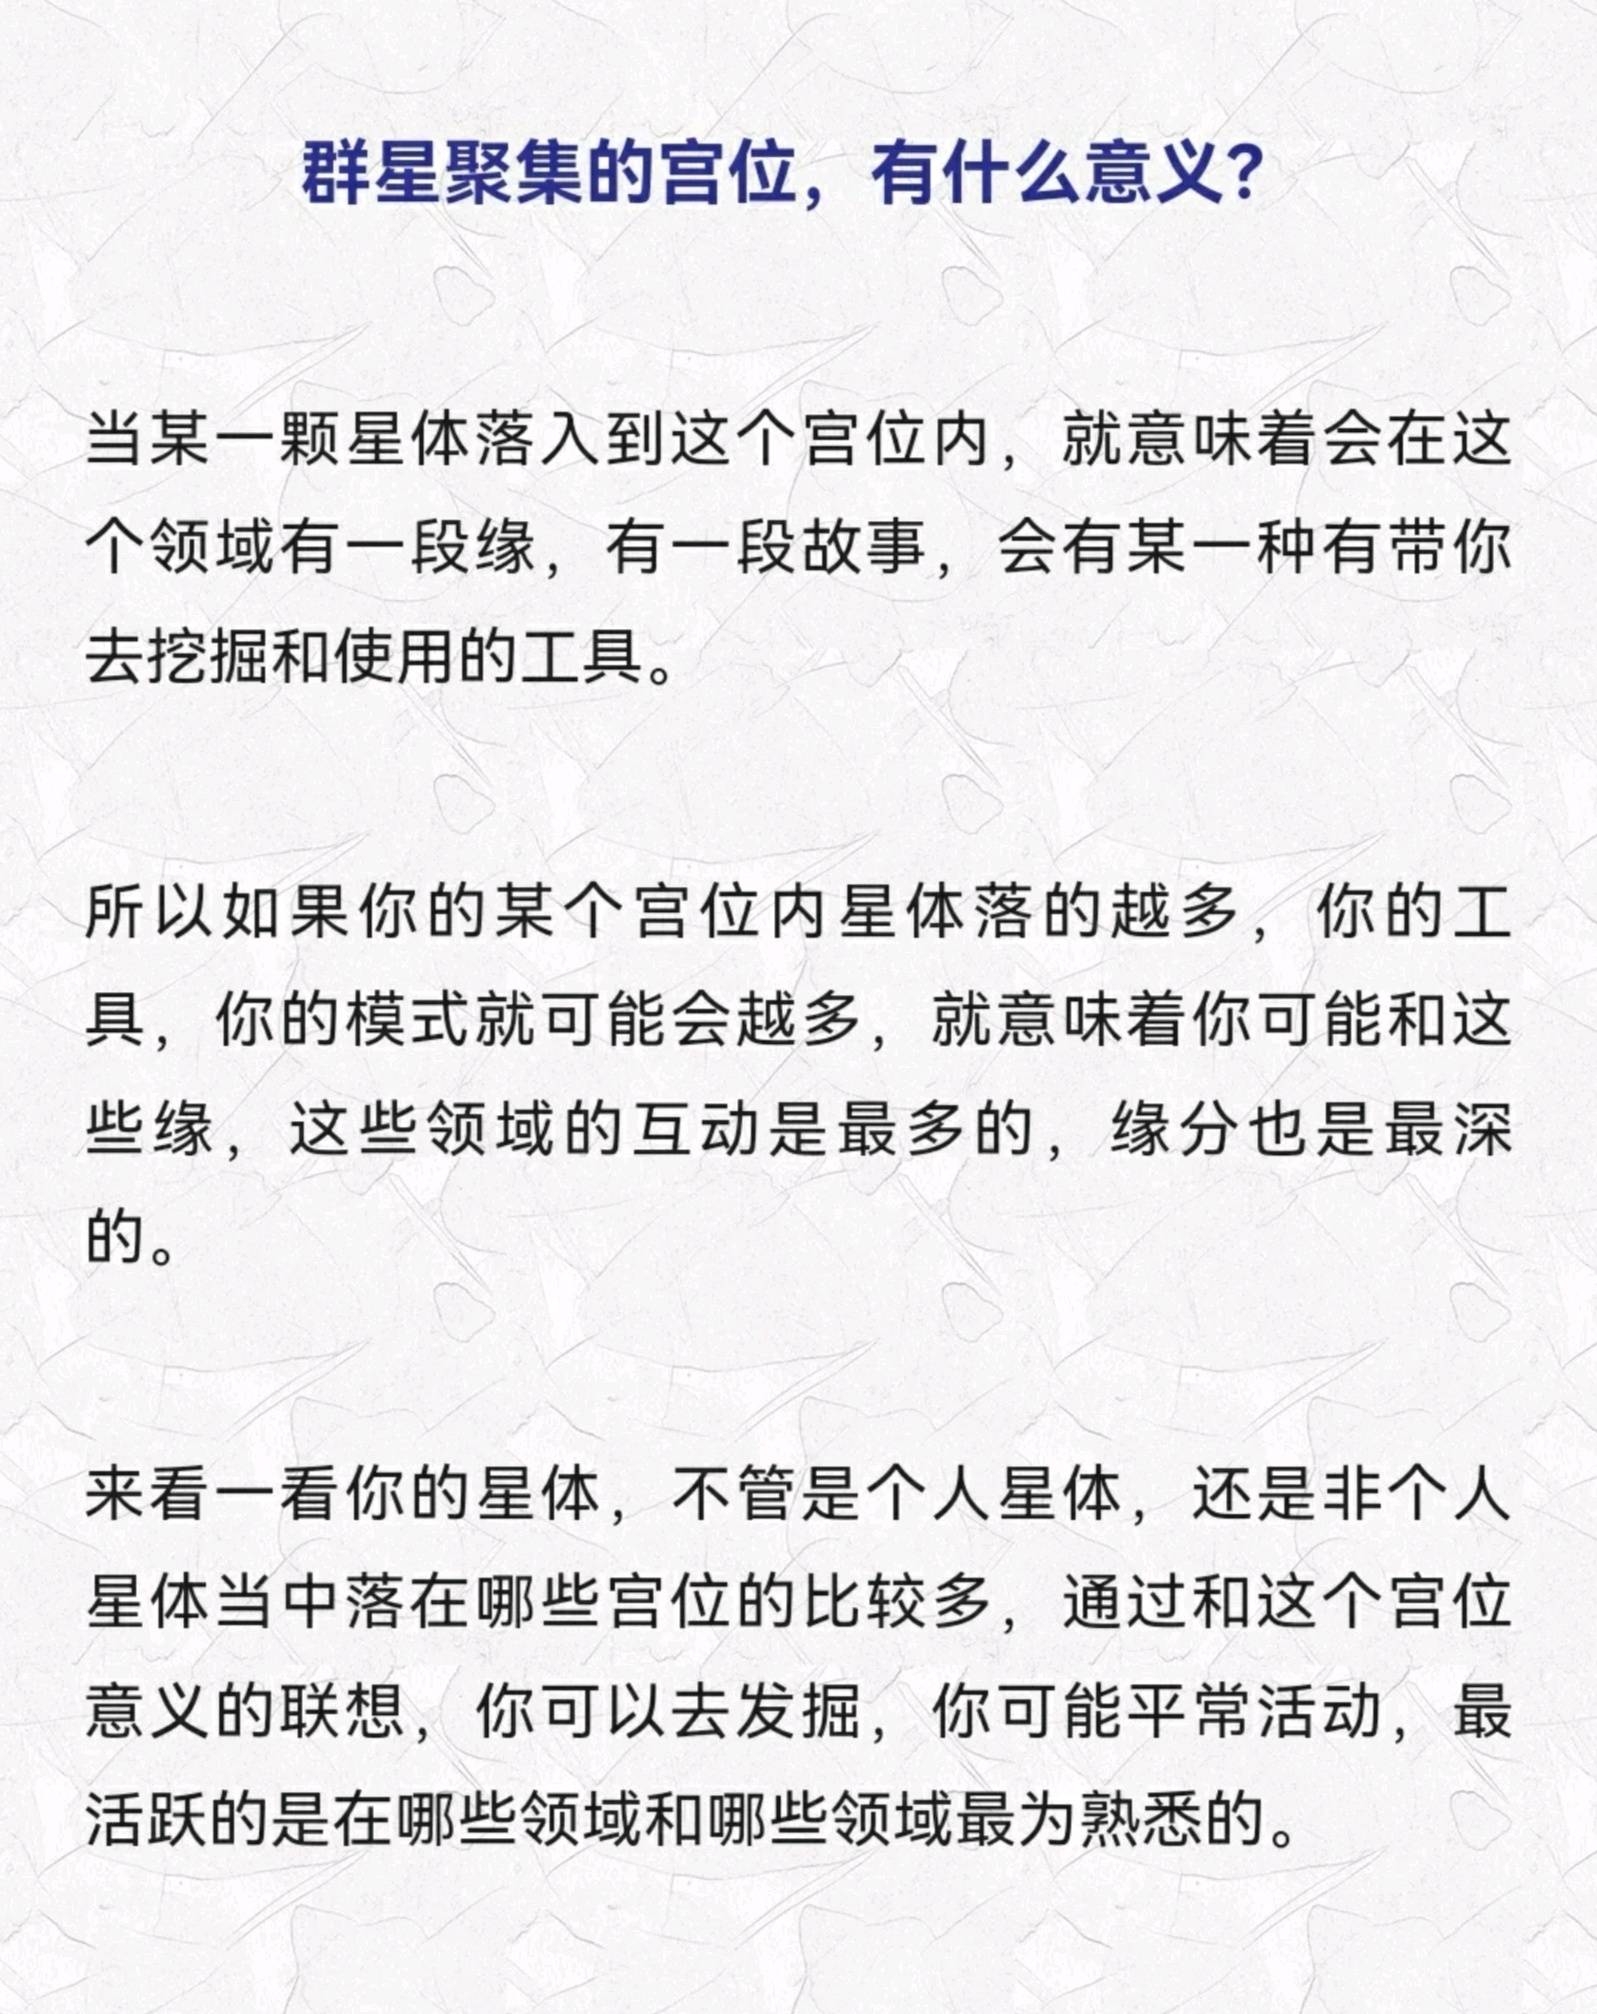 群星聚集的宫位，有什么意义？
当某一颗星体落入到这个宫位内，就意味着会在这
个领域有一段缘，有一段故事，会有某一种有带你
去挖掘和使用的工具。
所以如果你的某个宫位内星体落的越多，你的工
具，你的模式就可能会越多，就意味着你可能和这
些缘，这些领域的互动是最多的，缘分也是最深
的。
来看一看你的星体，不管是个人星体，还是非个人
星体当中落在哪些宫位的比较多，通过和这个宫位
意义的联想，你可以去发掘，你可能平常活动，最
活跃的是在哪些领域和哪些领域最为熟悉的。